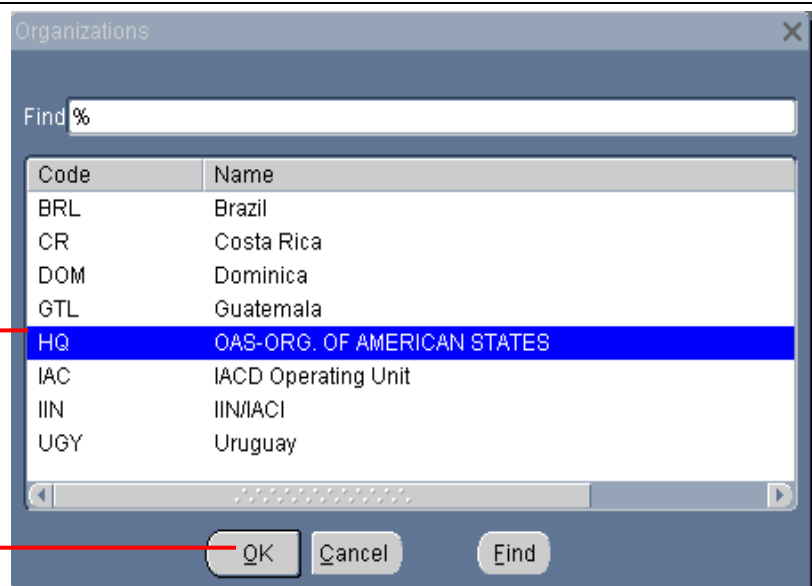 Organizations
Find %
Code Name
BRL Brazil
CR Costa Rica
DOM Dominica
GTL Guatemala
HQ OAS-ORG. OF AMERICAN STATES
IAC IACD Operating Unit
IIN IIN/IACI
UGY Uruguay
OK Cancel Find